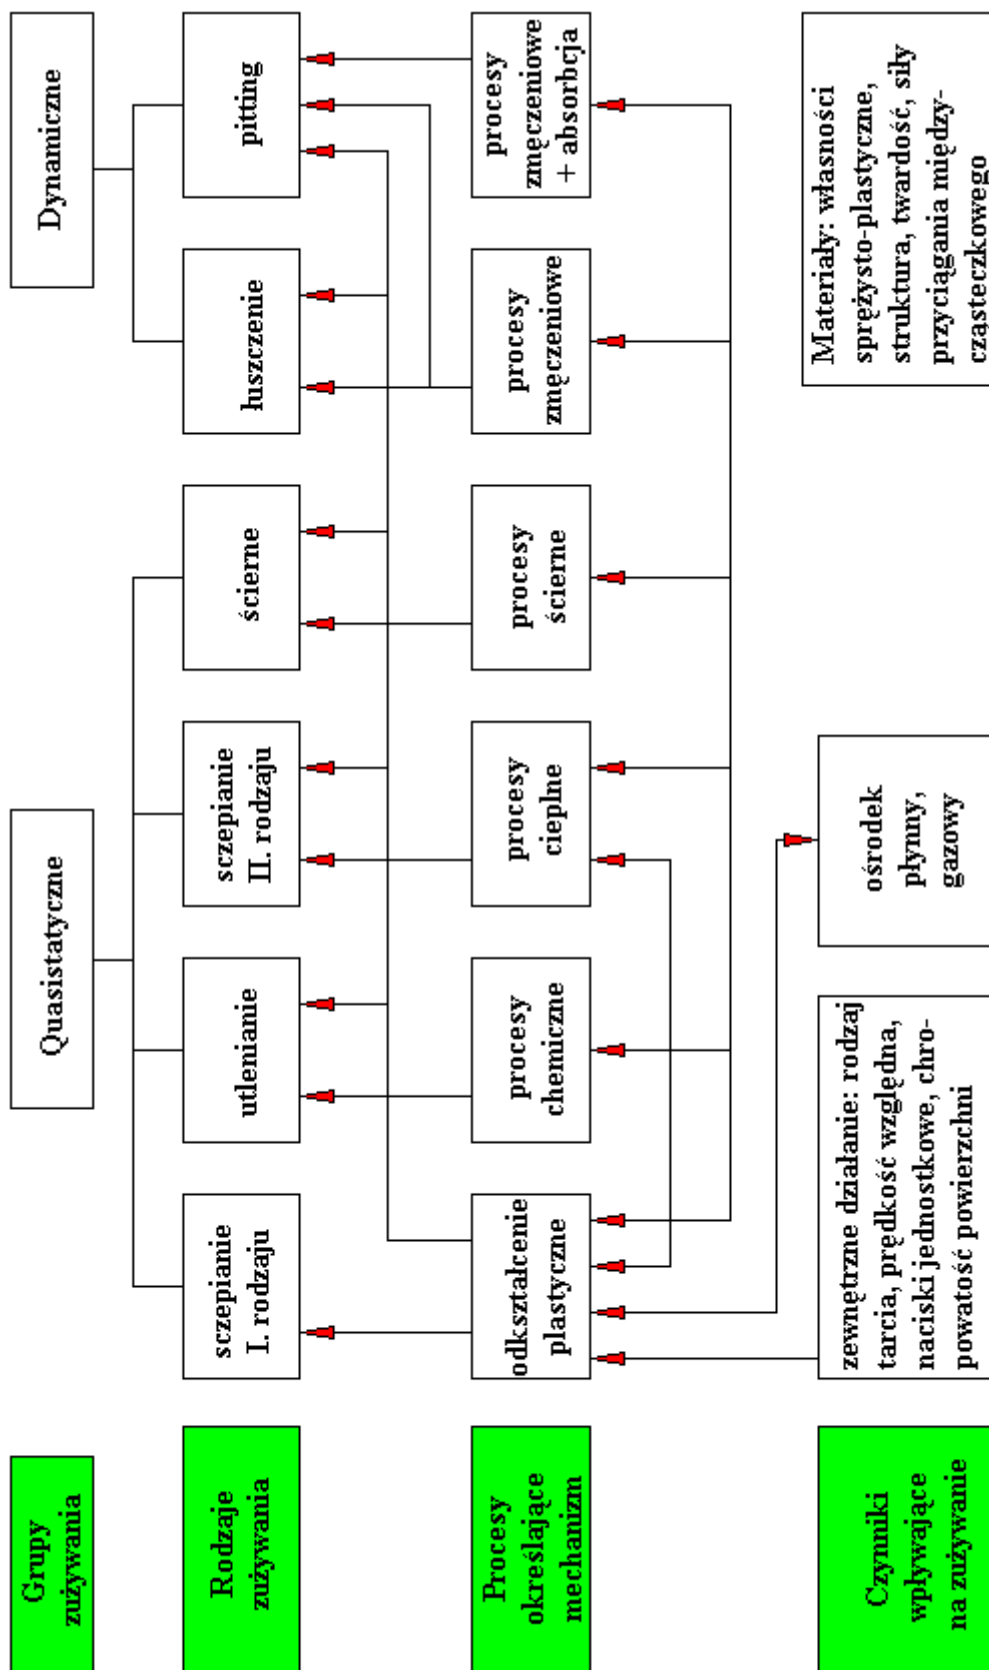 Grupy
zużywania
Quasistatyczne
Dynamiczne
Rodzaje
zużywania
sczepianie
I. rodzaju
utlenianie
sczepianie
II. rodzaju
ścierne
łuszczenie
pitting
Procesy
określające
mechanizm
odkształcenie
plastyczne
procesy
chemiczne
procesy
cieplne
procesy
ścierne
procesy
zmęczeniowe
procesy
zmęczeniowe
+ absorbcja
Czynniki
wpływające
na zużywanie
zewnętrzne działanie: rodzaj
tarcia, prędkość względna,
naciski jednostkowe, chro-
powatość powierzchni
ośrodek
płynny,
gazowy
Materiały: własności
sprężysto-plastyczne,
struktura, twardość, siły
przyciągania między-
cząsteczkowego